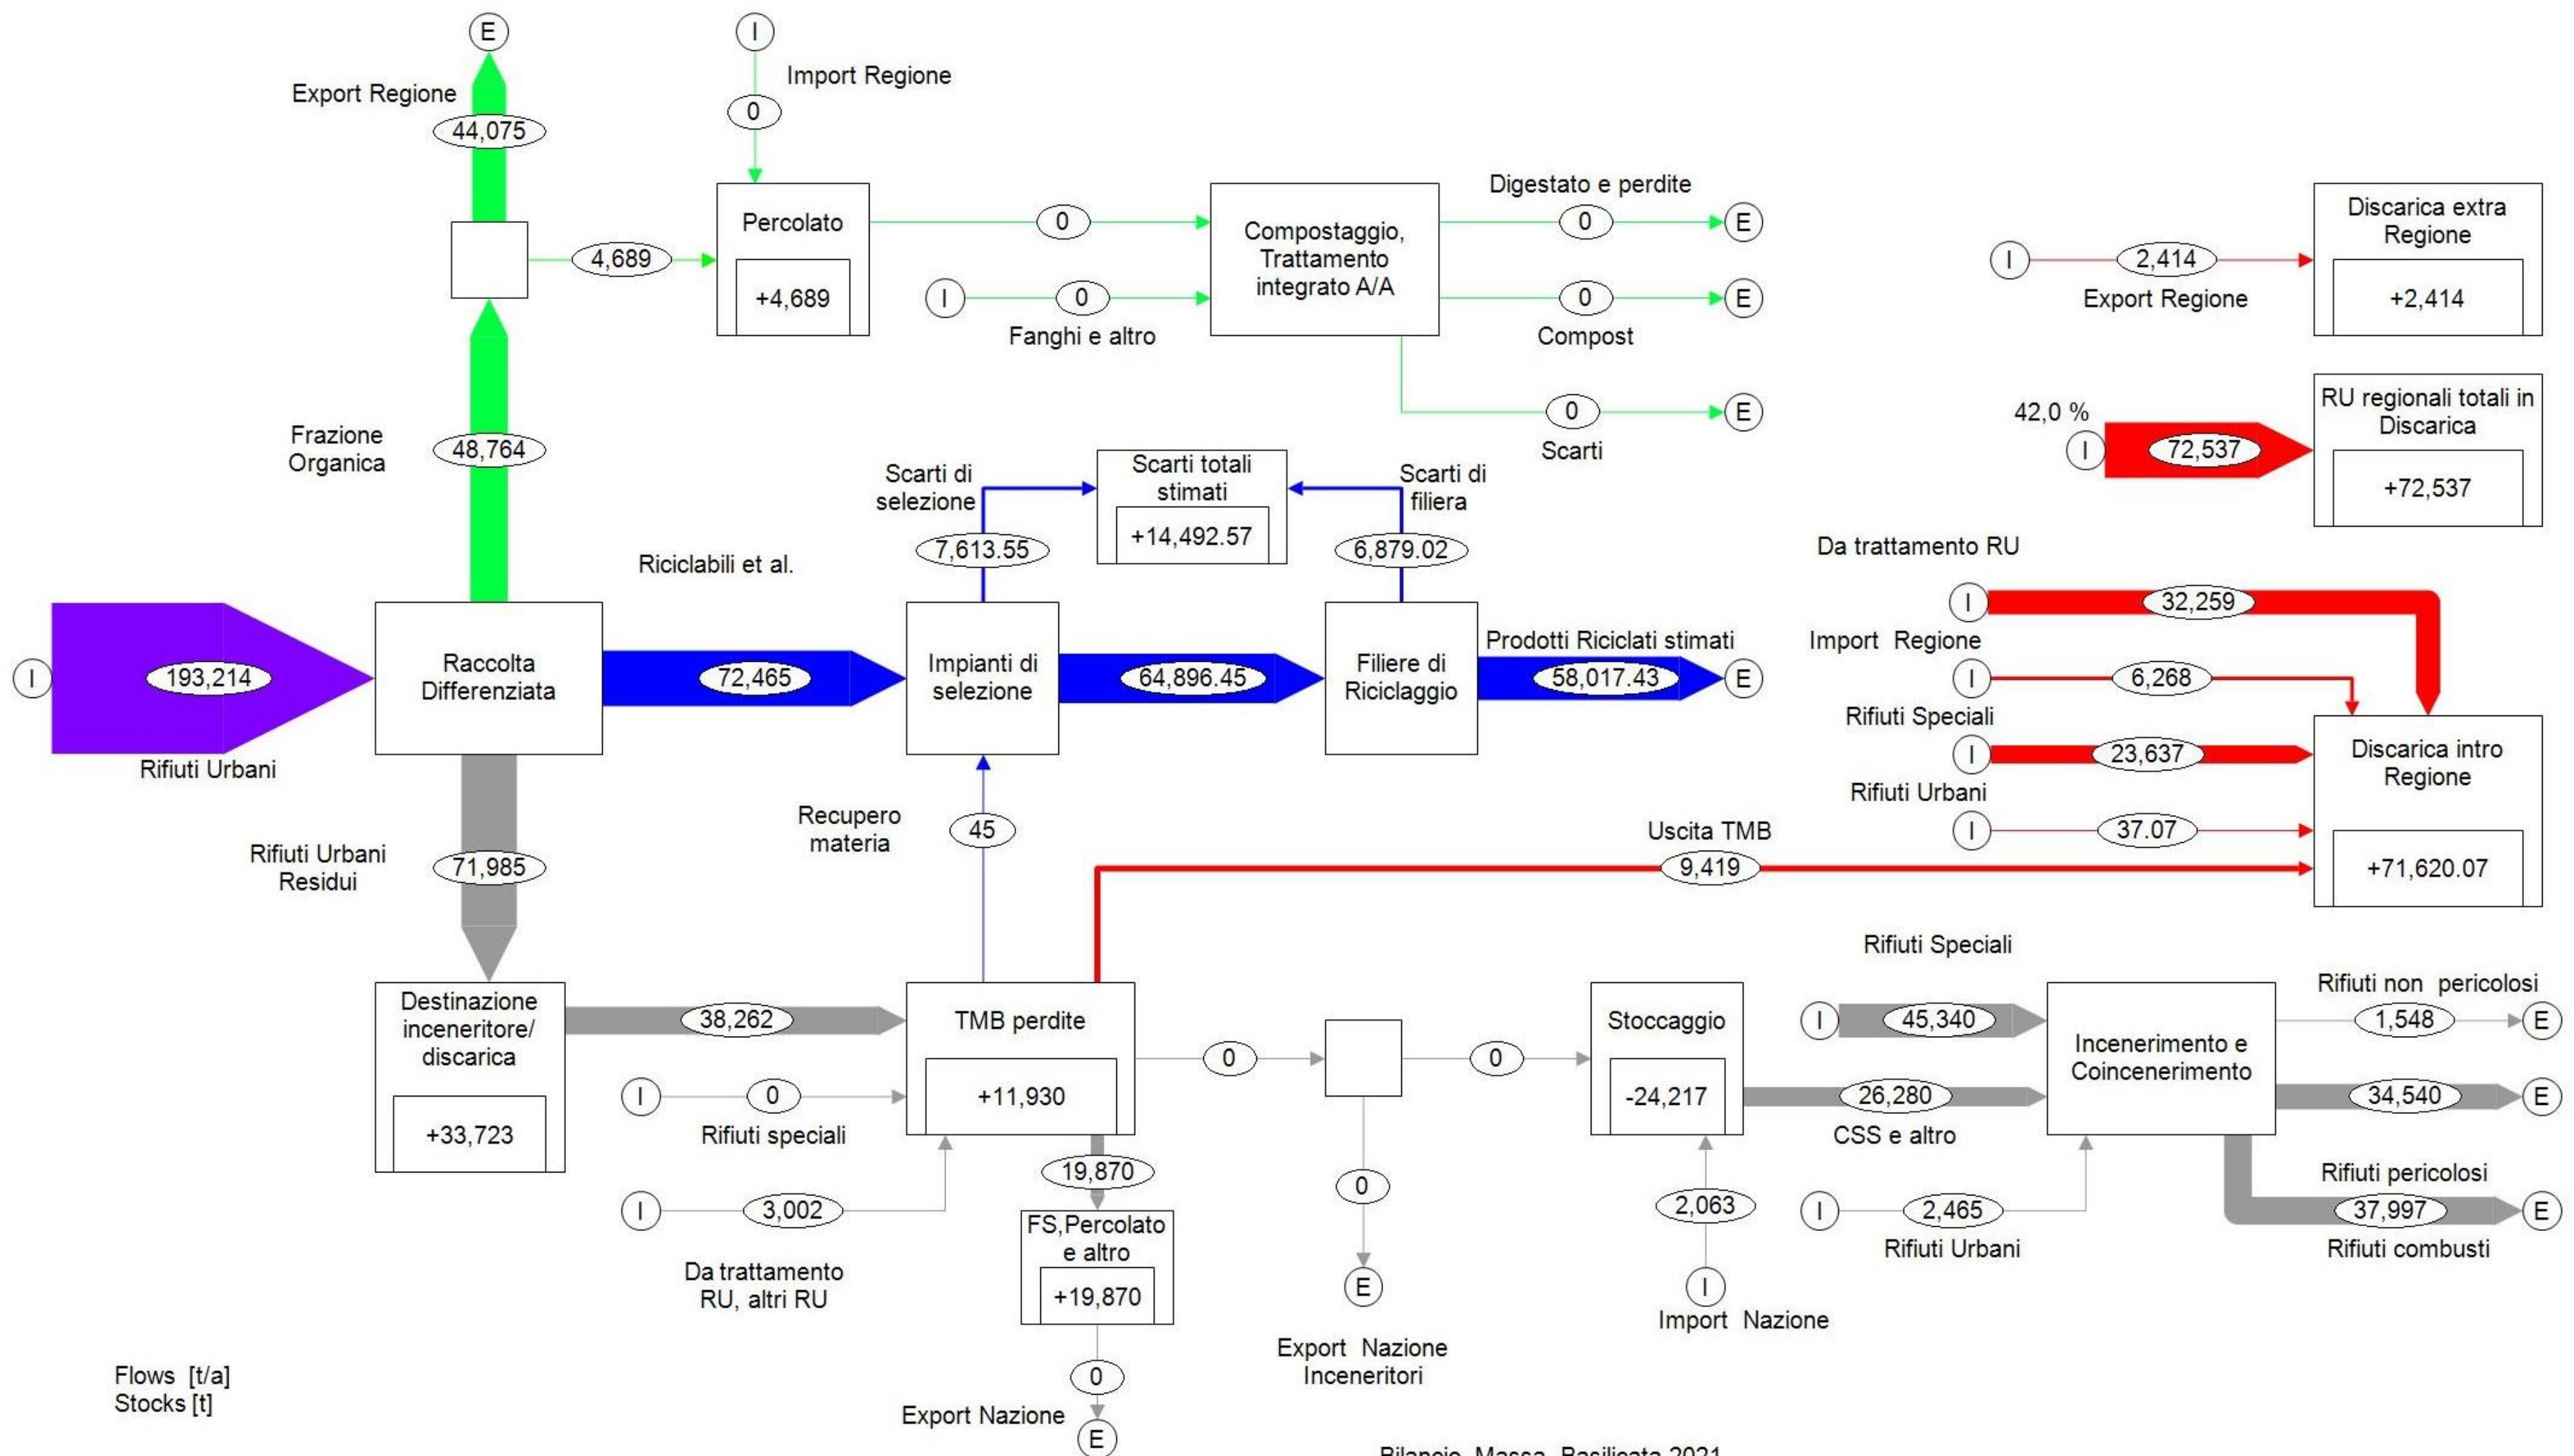 E
I
Export Regione
Import Regione
44,075
0
Percolato
+4,689
4,689
0
I
0
Fanghi e altro
Compostaggio,
Trattamento
integrato A/A
Digestato e perdite
0
E
0
E
Compost
0
E
Scarti
I
2,414
Export Regione
Discarica extra
Regione
+2,414
42,0 %
I
72,537
RU regionali totali in
Discarica
+72,537
Frazione
Organica
48,764
Scarti di
selezione
7,613.55
Scarti totali
stimati
+14,492.57
Scarti di
filiera
6,879.02
I
193,214
Rifiuti Urbani
Raccolta
Differenziata
Riciclabili et al.
72,465
Impianti di
selezione
64,896.45
Filiere di
Riciclaggio
Prodotti Riciclati stimati
58,017.43
E
Da trattamento RU
I
32,259
Import Regione
I
6,268
Rifiuti Speciali
I
23,637
Rifiuti Urbani
I
37.07
Discarica intro
Regione
+71,620.07
Uscita TMB
9,419
Recupero
materia
45
Rifiuti Urbani
Residui
71,985
Destinazione
inceneritore/
discarica
+33,723
38,262
I
0
Rifiuti speciali
I
3,002
Da trattamento
RU, altri RU
TMB perdite
+11,930
19,870
FS,Percolato
e altro
+19,870
0
Export Nazione
E
0
0
0
E
Export Nazione
Inceneritori
Stoccaggio
-24,217
2,063
I
Import Nazione
Rifiuti Speciali
I
45,340
26,280
CSS e altro
I
2,465
Rifiuti Urbani
Incenerimento e
Coincenerimento
Rifiuti non pericolosi
1,548
E
34,540
E
Rifiuti pericolosi
37,997
E
Rifiuti combusti
Flows [t/a]
Stocks [t]
Bilancio Massa Basilicata 2021